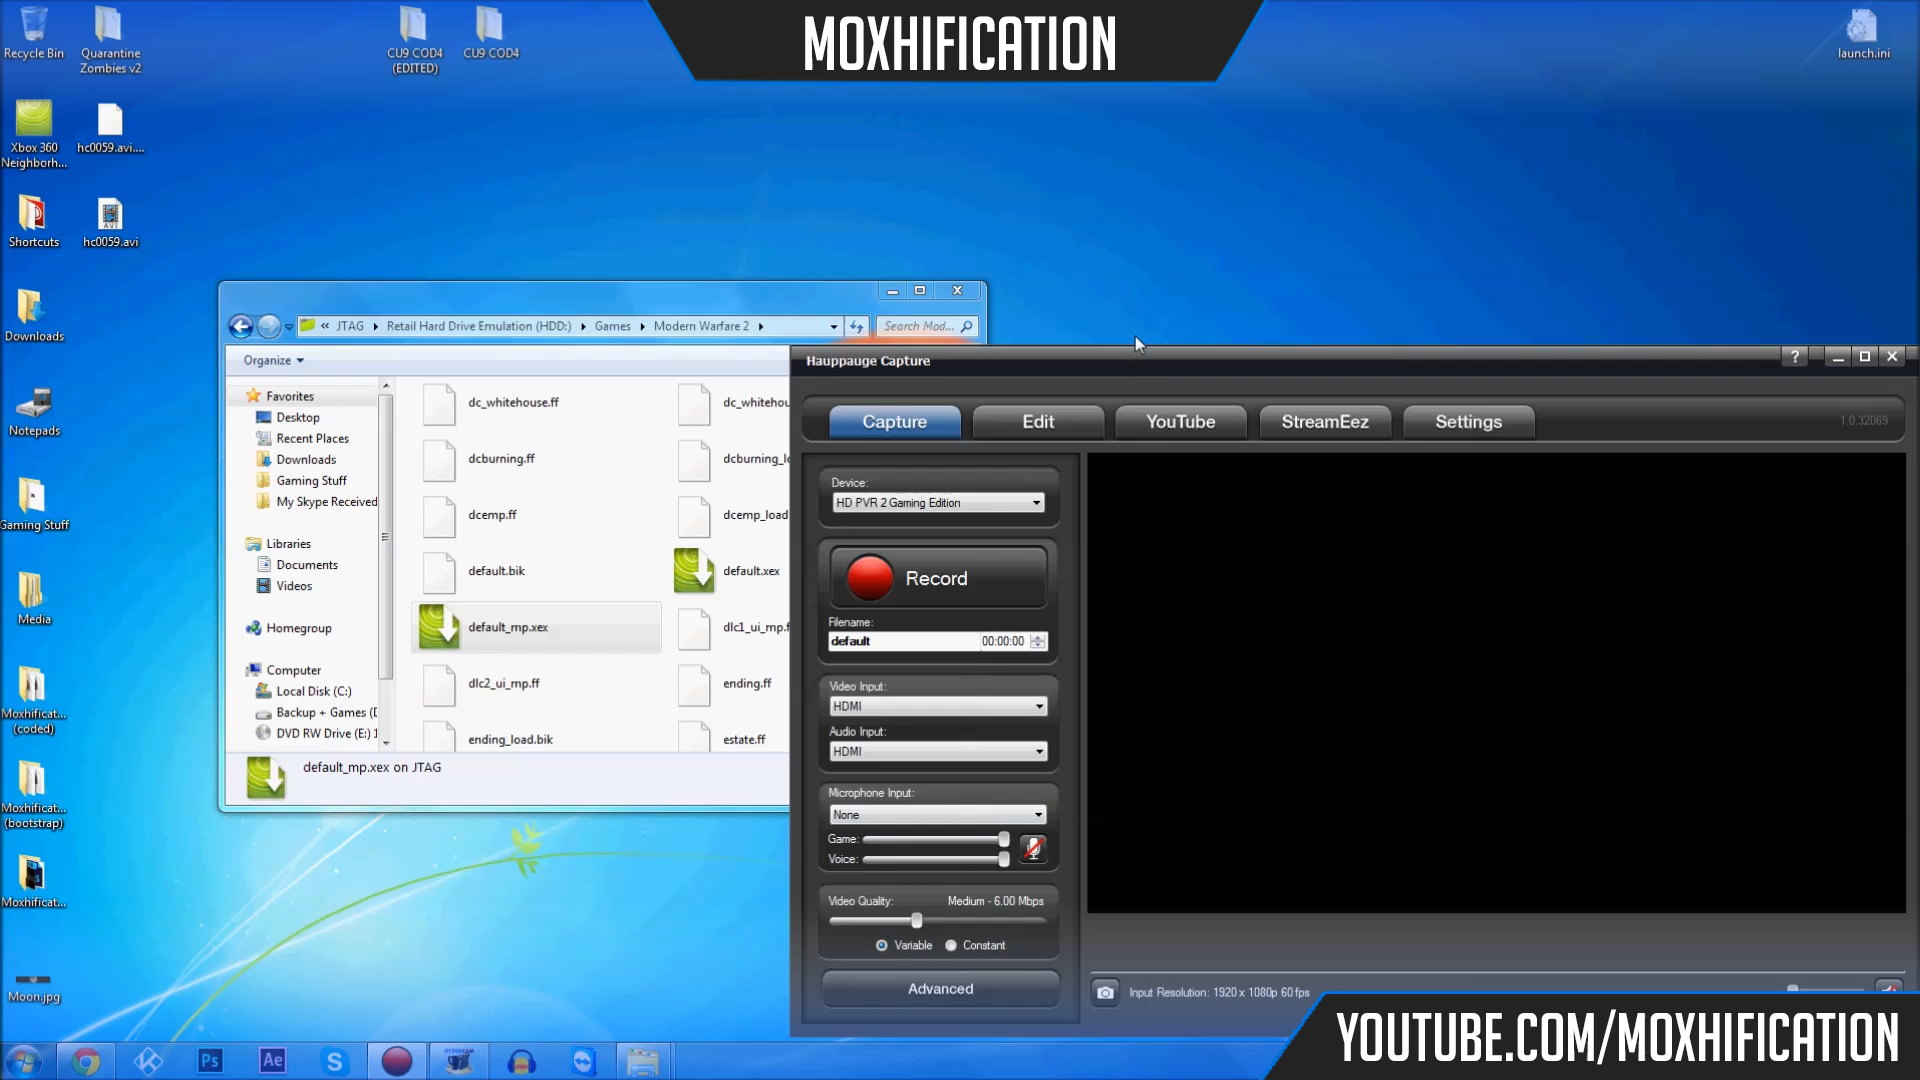 MOXHIFICATION
Recycle Bin
Quarantine
Zombies v2
CU9 COD4
(EDITED)
CU9 COD4
launch.ini
Xbox 360
Neighborh...
hc0059.avi....
Shortcuts
hc0059.avi
Downloads
Notepads
Gaming Stuff
Media
Moxhificat...
(coded)
Moxhificat...
(bootstrap)
Moxhificat...
Moon.jpg
« JTAG Retail Hard Drive Emulation (HDD:) Games Modern Warfare 2
Search Mod...
Organize
Favorites
Desktop
Recent Places
Downloads
Gaming Stuff
My Skype Received
Libraries
Documents
Videos
Homegroup
Computer
Local Disk (C:)
Backup + Games (D
DVD RW Drive (E:) 1
dc_whitehouse.ff
dc_whitehou
dcburning.ff
dcburning_lo
dcemp.ff
dcemp_load
default.bik
default.xex
default_mp.xex
dlc1_ui_mp.f
dlc2_ui_mp.ff
ending.ff
ending_load.bik
estate.ff
default_mp.xex on JTAG
Hauppauge Capture
?
Capture
Edit
YouTube
StreamEez
Settings
1.0.32069
Device:
HD PVR 2 Gaming Edition
Record
Filename:
default 00:00:00
Video Input:
HDMI
Audio Input:
HDMI
Microphone Input:
None
Game:
Voice:
Video Quality: Medium - 6.00 Mbps
Variable Constant
Advanced
Input Resolution: 1920 x 1080p 60 fps
Ps
Ae
YOUTUBE.COM/MOXHIFICATION